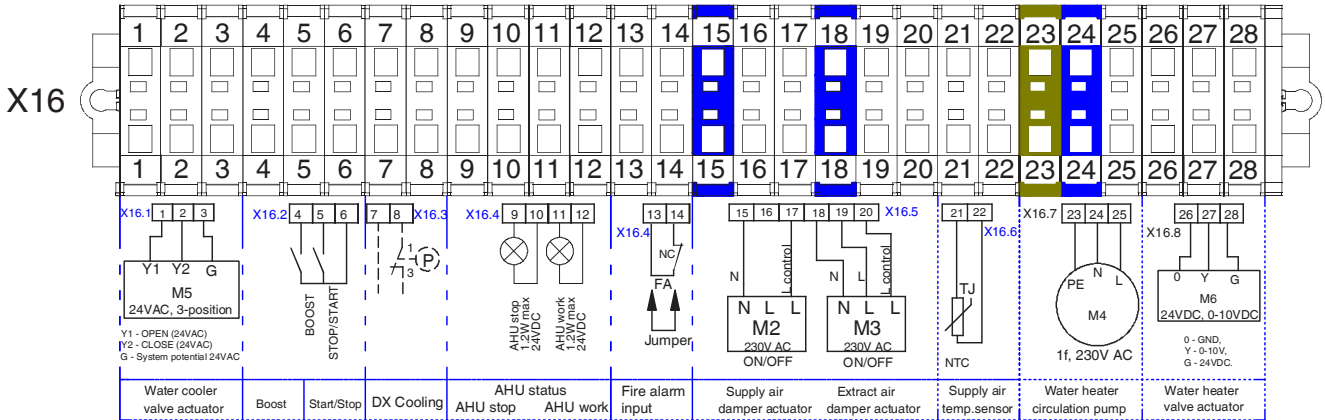 1 2 3 4 5 6 7 8 9 10 11 12 13 14 15 16 17 18 19 20 21 22 23 24 25 26 27 28
X16
1 2 3 4 5 6 7 8 9 10 11 12 13 14 15 16 17 18 19 20 21 22 23 24 25 26 27 28
X16.1 1 2 3
Y1 Y2 G
M5
24VAC, 3-position
Y1 - OPEN (24VAC)
Y2 - CLOSE (24VAC)
G - System potential 24VAC
Water cooler
valve actuator
X16.2 4 5 6
BOOST
STOP/START
Boost
Start/Stop
7 8 X16.3
1
3
P
DX Cooling
X16.4 9 10 11 12
AHU stop
1.2W max
24VDC
AHU work
1.2W max
24VDC
AHU status
AHU stop AHU work
13 14
X16.4
NC
FA
Jumper
Fire alarm
input
15 16 17 18 19 20 X16.5
N
L control
N L L
M2
230V AC
ON/OFF
Supply air
damper actuator
N
L
L control
N L L
M3
230V AC
ON/OFF
Extract air
damper actuator
21 22
X16.6
TJ
NTC
Supply air
temp.sensor
X16.7 23 24 25
PE
N
L
M4
1f, 230V AC
Water heater
circulation pump
26 27 28
X16.8
0 Y G
M6
24VDC, 0-10VDC
0 - GND,
Y - 0-10V,
G - 24VDC.
Water heater
valve actuator